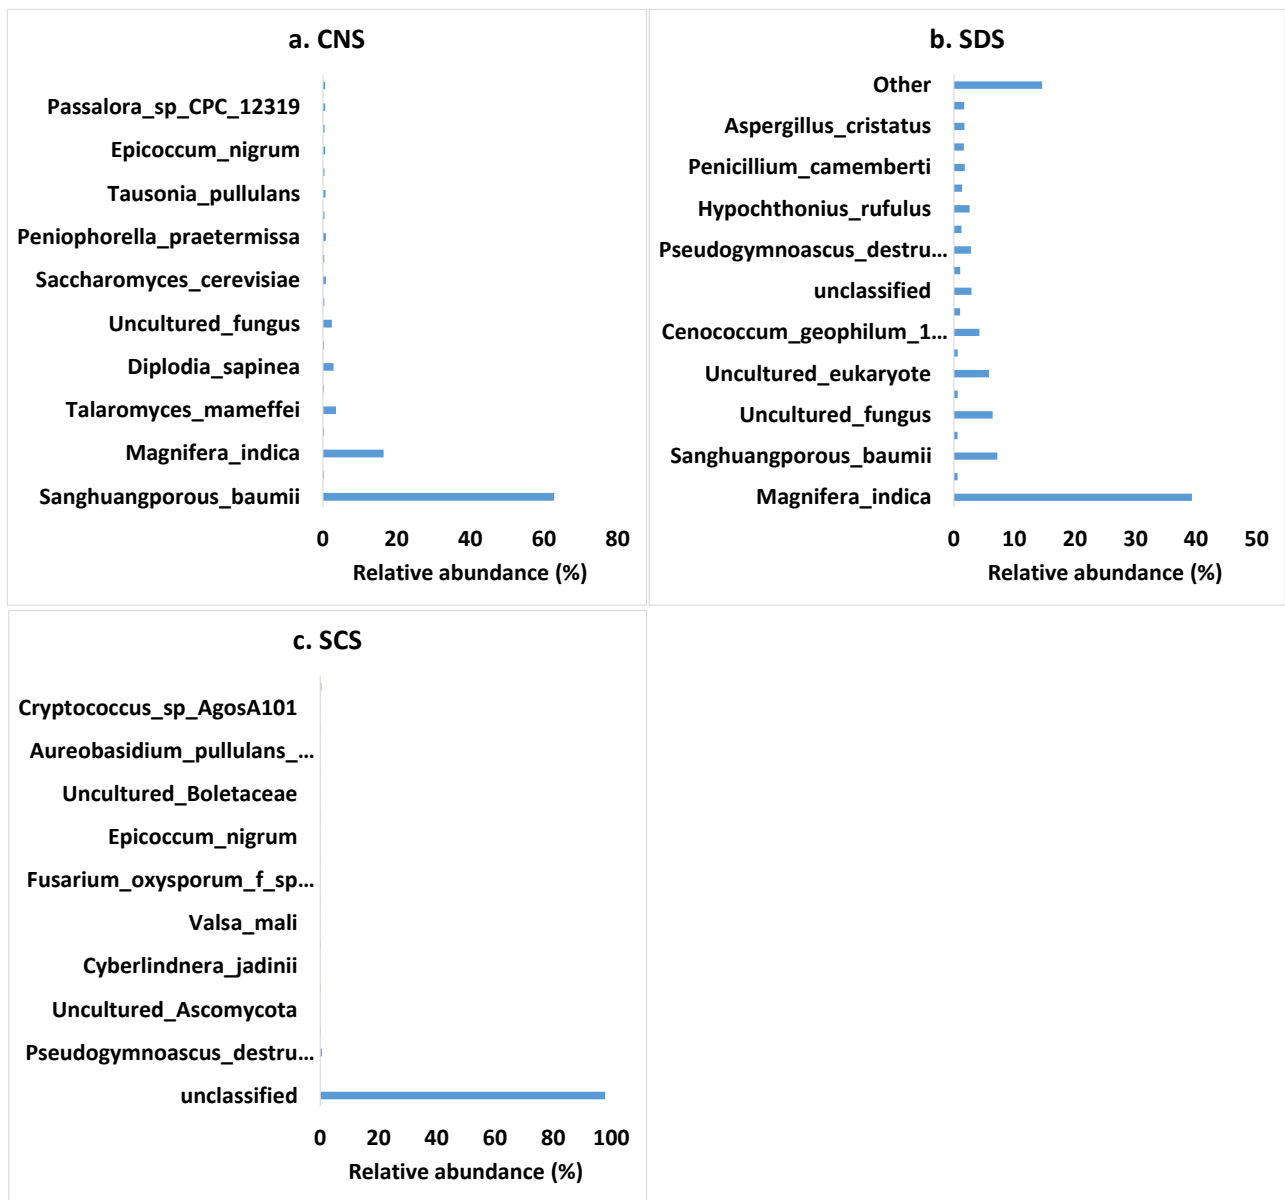 a. CNS
Passalora_sp_CPC_12319
Epicoccum_nigrum
Tausonia_pullulans
Peniophorella_praetermissa
Saccharomyces_cerevisiae
Uncultured_fungus
Diplodia_sapinea
Talaromyces_mameffei
Magnifera_indica
Sanghuangporous_baumii
0 20 40 60 80
Relative abundance (%)
b. SDS
Other
Aspergillus_cristatus
Penicillium_camemberti
Hypochthonius_rufulus
Pseudogymnoascus_destru...
unclassified
Cenococcum_geophilum_1...
Uncultured_eukaryote
Uncultured_fungus
Sanghuangporous_baumii
Magnifera_indica
0 10 20 30 40 50
Relative abundance (%)
c. SCS
Cryptococcus_sp_AgosA101
Aureobasidium_pullulans_...
Uncultured_Boletaceae
Epicoccum_nigrum
Fusarium_oxysporum_f_sp...
Valsa_mali
Cyberlindnera_jadinii
Uncultured_Ascomycota
Pseudogymnoascus_destru...
unclassified
0 20 40 60 80 100
Relative abundance (%)